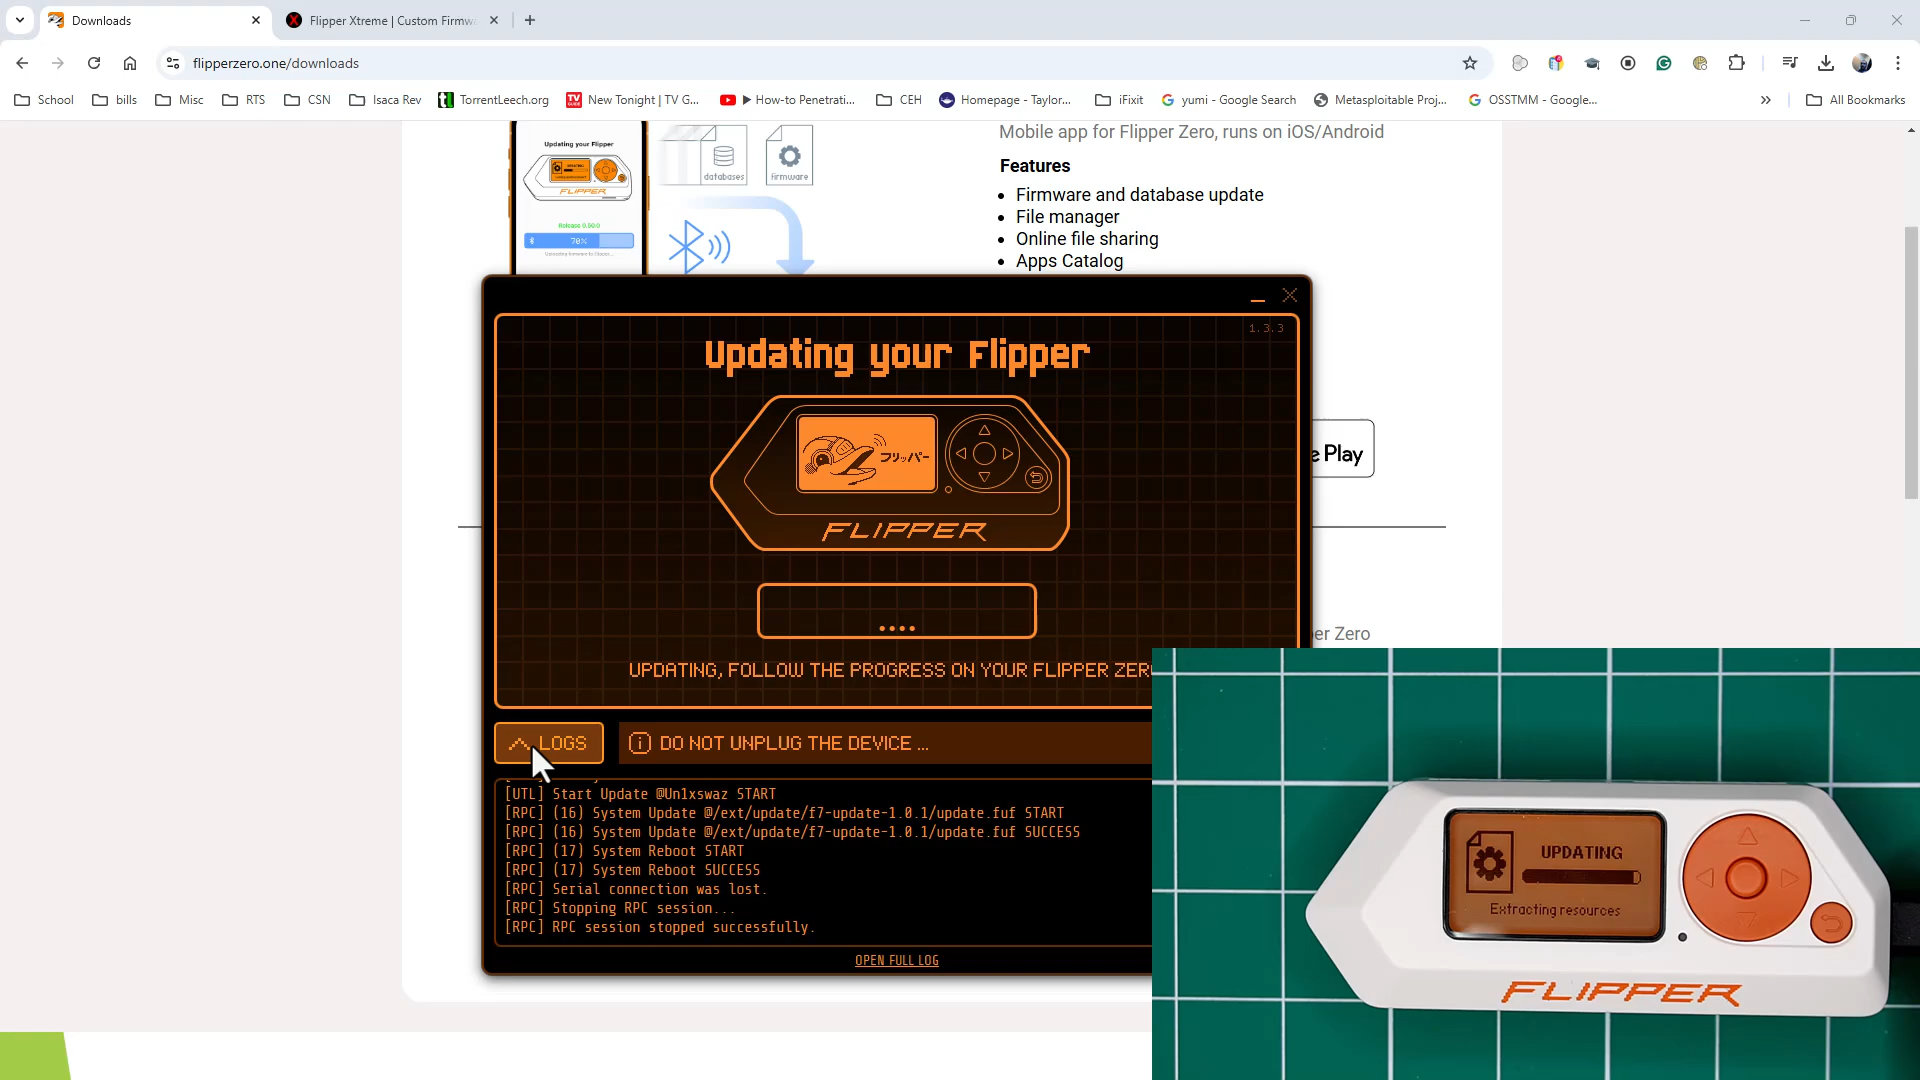 Downloads
Flipper Xtreme | Custom Firmw
flipperzero.one/downloads
School
bills
Misc
RTS
CSN
Isaca Rev
TorrentLeech.org
New Tonight | TV G...
How-to Penetrati...
CEH
Homepage - Taylor...
iFixit
yumi - Google Search
Metasploitable Proj...
OSSTMM - Google...
All Bookmarks
Updating your Flipper
FLIPPER
Release 0.50.0
70%
databases
firmware
Mobile app for Flipper Zero, runs on iOS/Android
Features
Firmware and database update
File manager
Online file sharing
Apps Catalog
e Play
er Zero
1.3.3
Updating your Flipper
フリッパー
FLIPPER
....
UPDATING, FOLLOW THE PROGRESS ON YOUR FLIPPER ZERO
LOGS
DO NOT UNPLUG THE DEVICE ...
[UTL] Start Update @Un1xswaz START
[RPC] (16) System Update @/ext/update/f7-update-1.0.1/update.fuf START
[RPC] (16) System Update @/ext/update/f7-update-1.0.1/update.fuf SUCCESS
[RPC] (17) System Reboot START
[RPC] (17) System Reboot SUCCESS
[RPC] Serial connection was lost.
[RPC] Stopping RPC session...
[RPC] RPC session stopped successfully.
OPEN FULL LOG
UPDATING
Extracting resources
FLIPPER